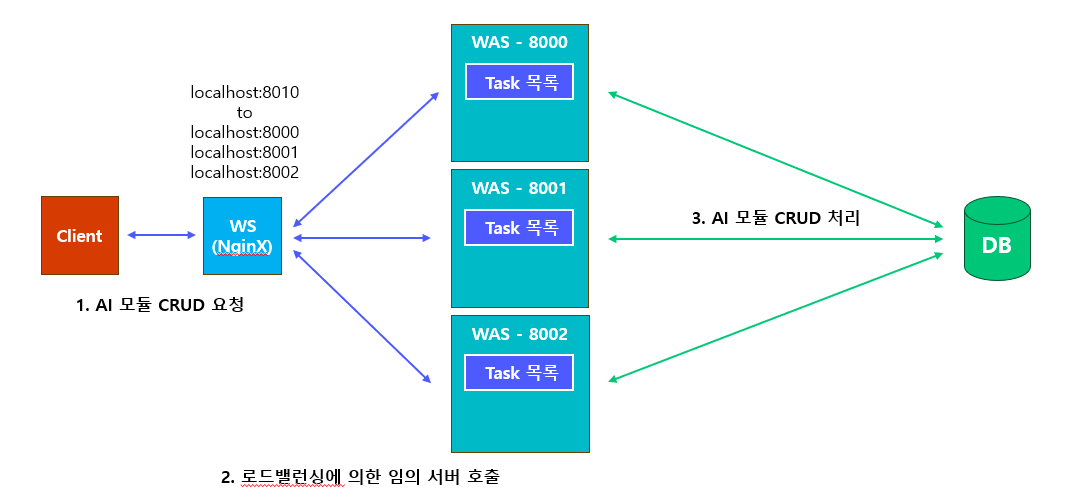 localhost:8010
to
localhost:8000
localhost:8001
localhost:8002
Client
WS
(NginX)
1. AI 모듈 CRUD 요청
WAS - 8000
Task 목록
WAS - 8001
Task 목록
WAS - 8002
Task 목록
2. 로드밸런싱에 의한 임의 서버 호출
3. AI 모듈 CRUD 처리
DB